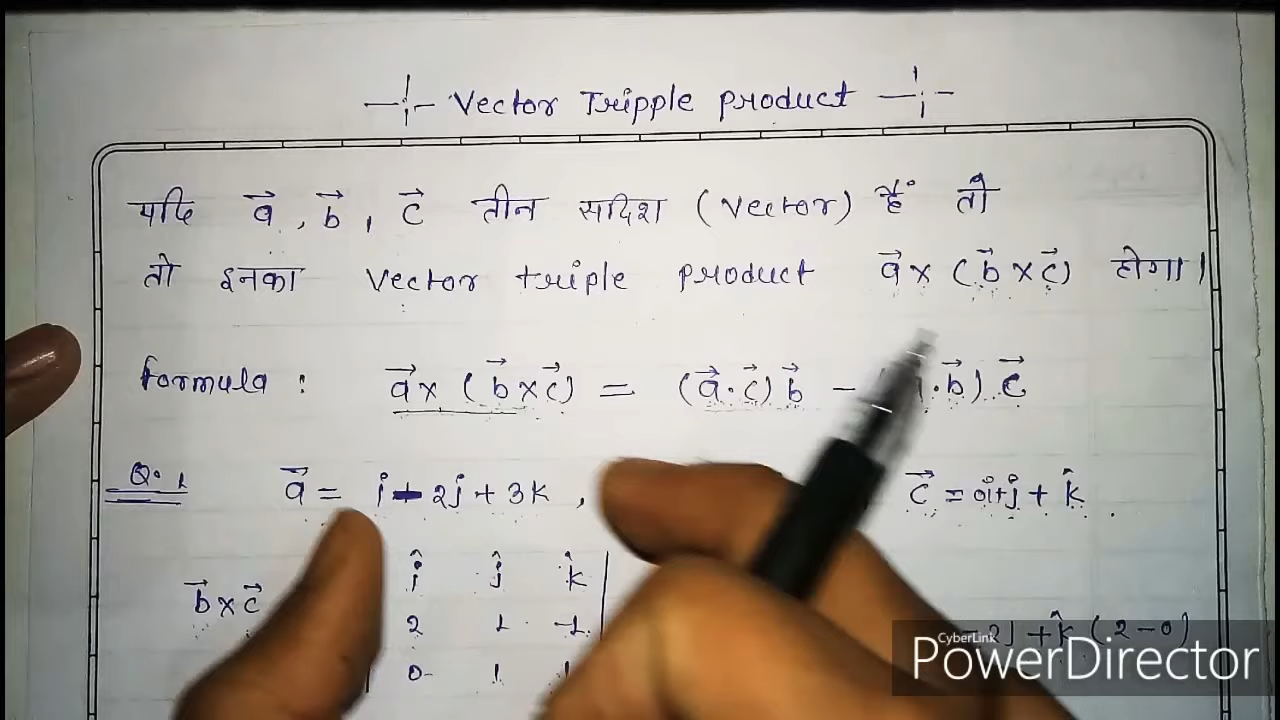 Vector Tripple product
यदि a⃗, b⃗, c⃗ तीन सदिश (Vector) हैं तो
तो इनका Vector triple product a⃗ × (b⃗ × c⃗) होगा।
formula : a⃗ × (b⃗ × c⃗) = (a⃗ · c⃗) b⃗ – · b⃗) c⃗
Q. 1 a⃗ = i - 2j + 3k , c⃗ = 0i + j + k̂
b⃗ × c⃗ î ĵ k̂
2 1 -1 - 2j + k̂ (2 - 0)
0 1
CyberLink
PowerDirector